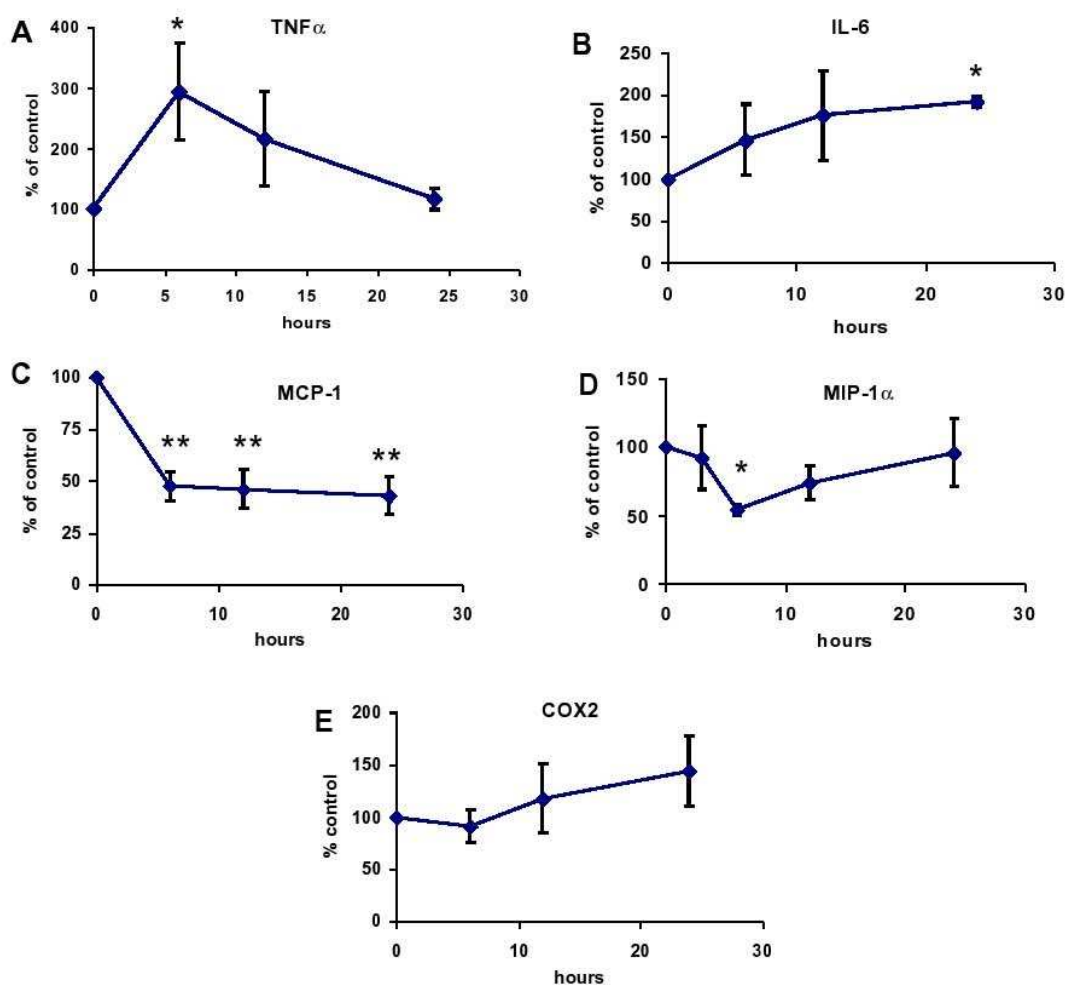 A
TNFα
*
% of control
400
300
200
100
0
0 5 10 15 20 25 30
hours
B
IL-6
*
% of control
250
200
150
100
50
0
0 10 20 30
hours
C
MCP-1
** ** **
% of control
100
75
50
25
0
0 10 20 30
hours
D
MIP-1α
*
% of control
150
100
50
0
0 10 20 30
hours
E
COX2
% control
200
150
100
50
0
0 10 20 30
hours